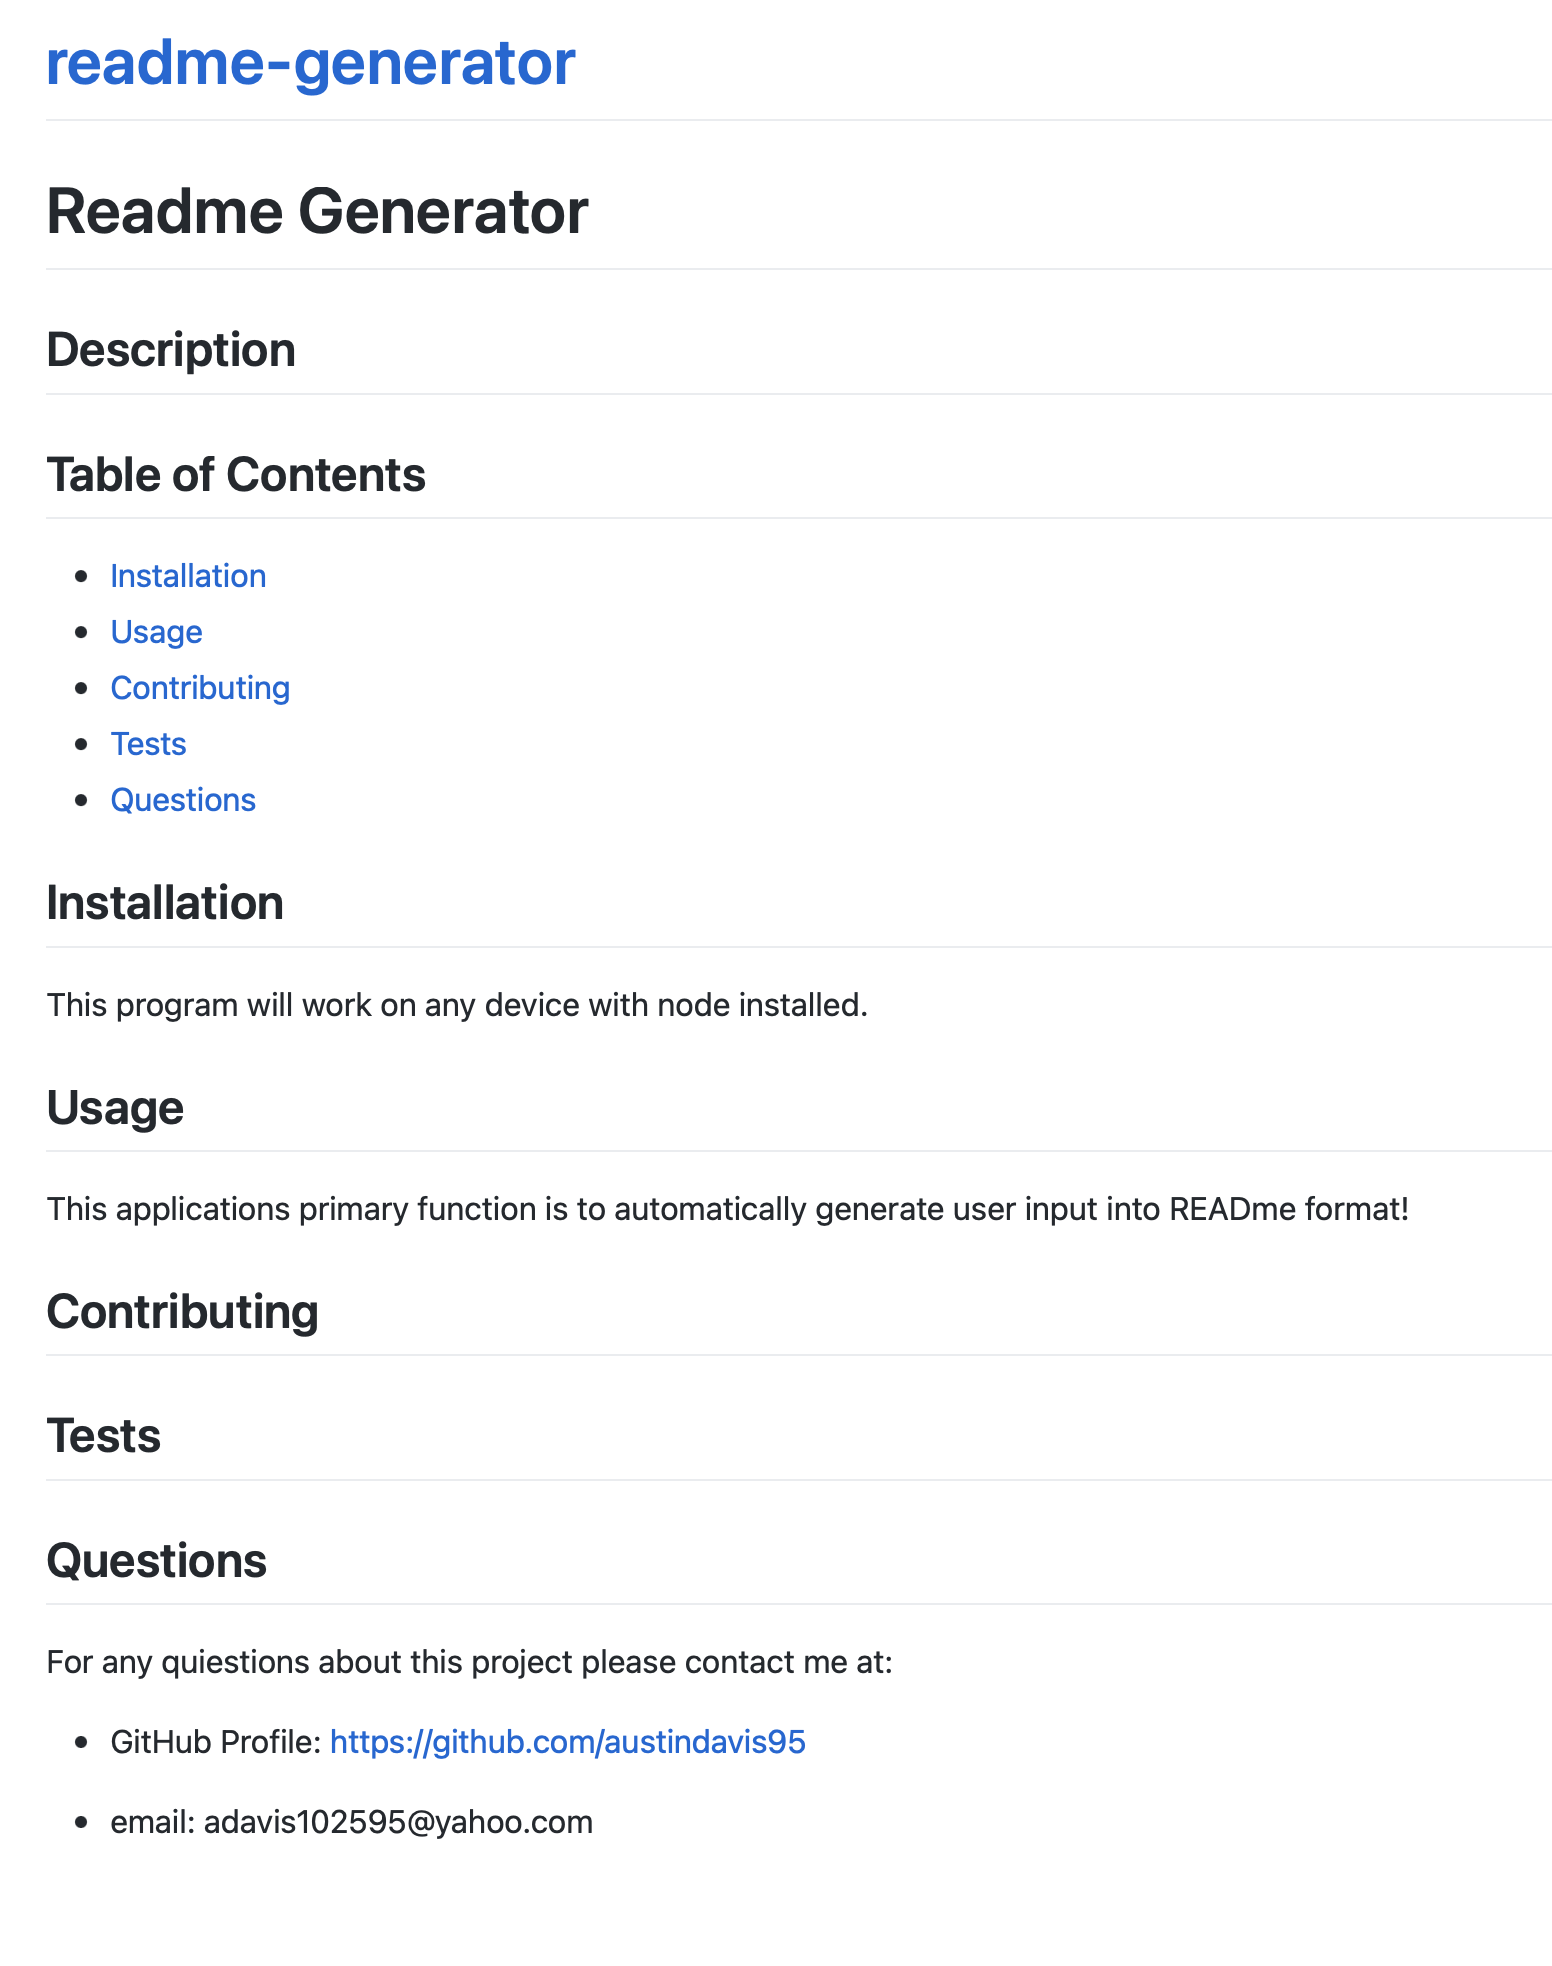 readme-generator
Readme Generator
Description
Table of Contents
Installation
Usage
Contributing
Tests
Questions
Installation
This program will work on any device with node installed.
Usage
This applications primary function is to automatically generate user input into READme format!
Contributing
Tests
Questions
For any quiestions about this project please contact me at:
GitHub Profile: https://github.com/austindavis95
email: adavis102595@yahoo.com